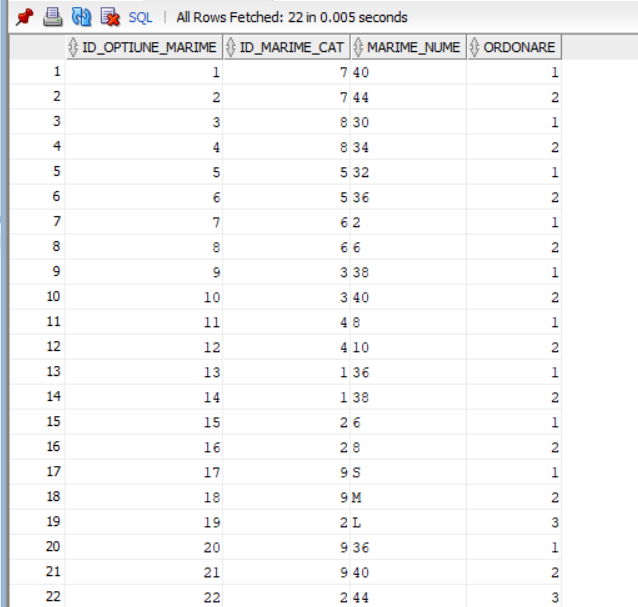 SQL | All Rows Fetched: 22 in 0.005 seconds
ID_OPTIUNE_MARIME ID_MARIME_CAT MARIME_NUME ORDONARE
1 1 7 40 1
2 2 7 44 2
3 3 8 30 1
4 4 8 34 2
5 5 5 32 1
6 6 5 36 2
7 7 6 2 1
8 8 6 6 2
9 9 3 38 1
10 10 3 40 2
11 11 4 8 1
12 12 4 10 2
13 13 1 36 1
14 14 1 38 2
15 15 2 6 1
16 16 2 8 2
17 17 9 S 1
18 18 9 M 2
19 19 2 L 3
20 20 9 36 1
21 21 9 40 2
22 22 2 44 3